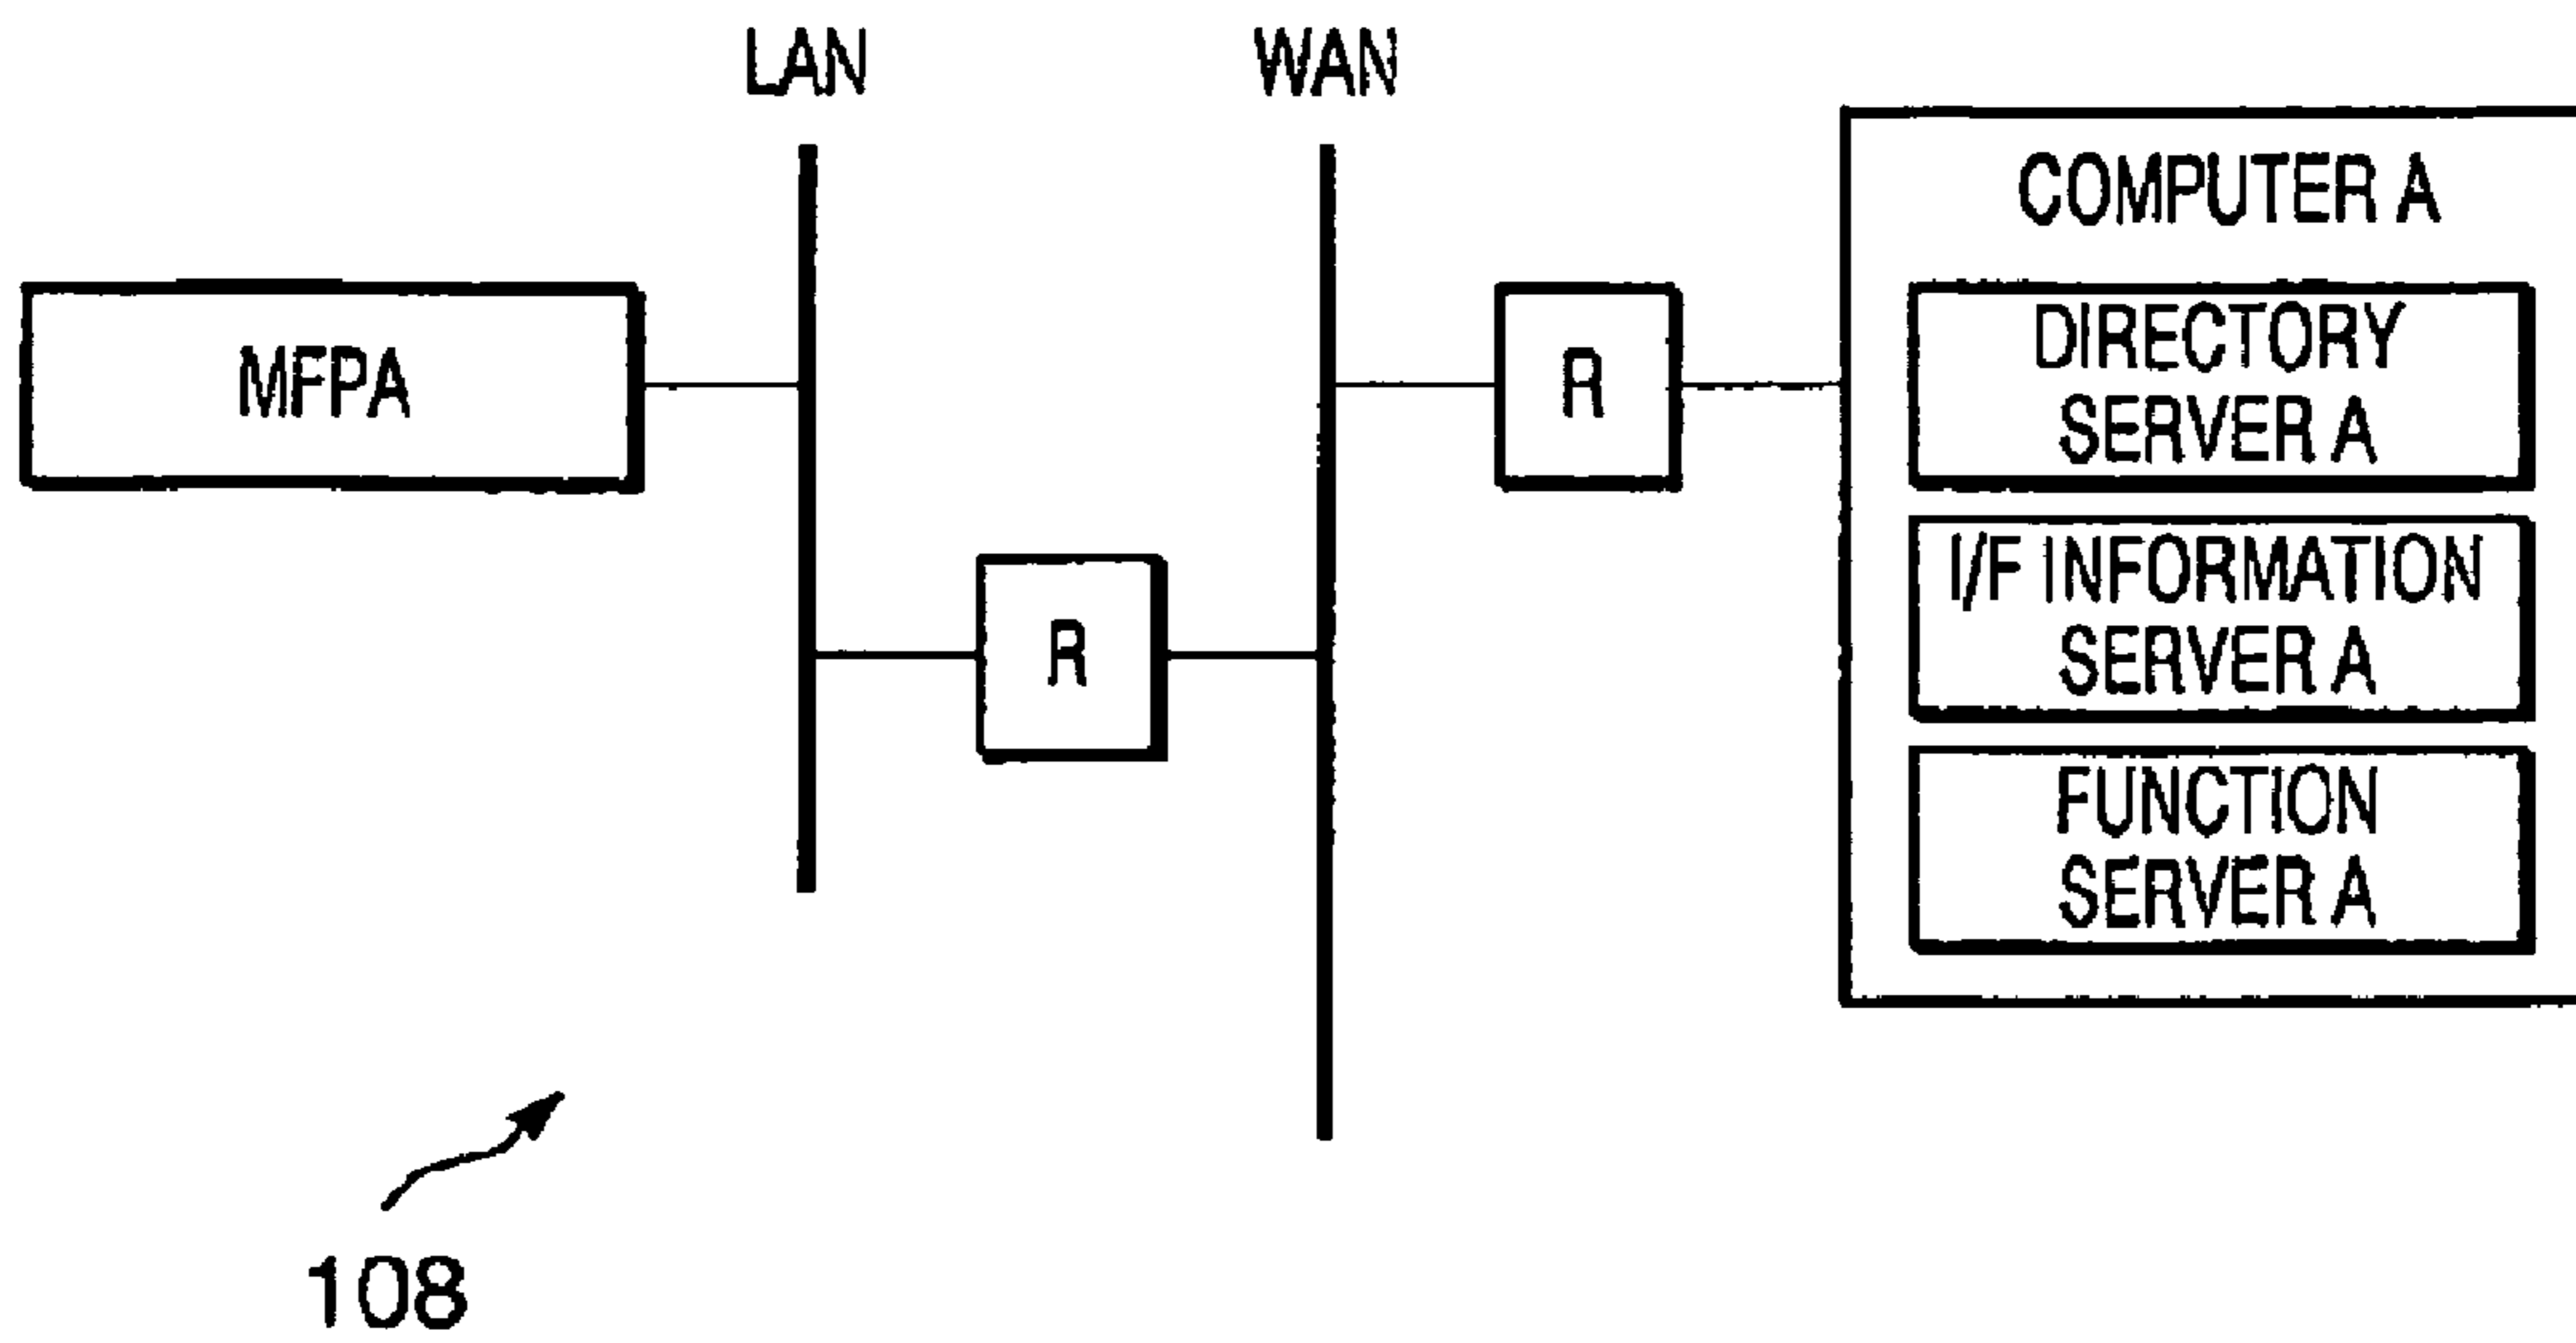 LAN
WAN
COMPUTER A
MFPA
R
DIRECTORY
SERVER A
I/F INFORMATION
SERVER A
R
FUNCTION
SERVER A
108